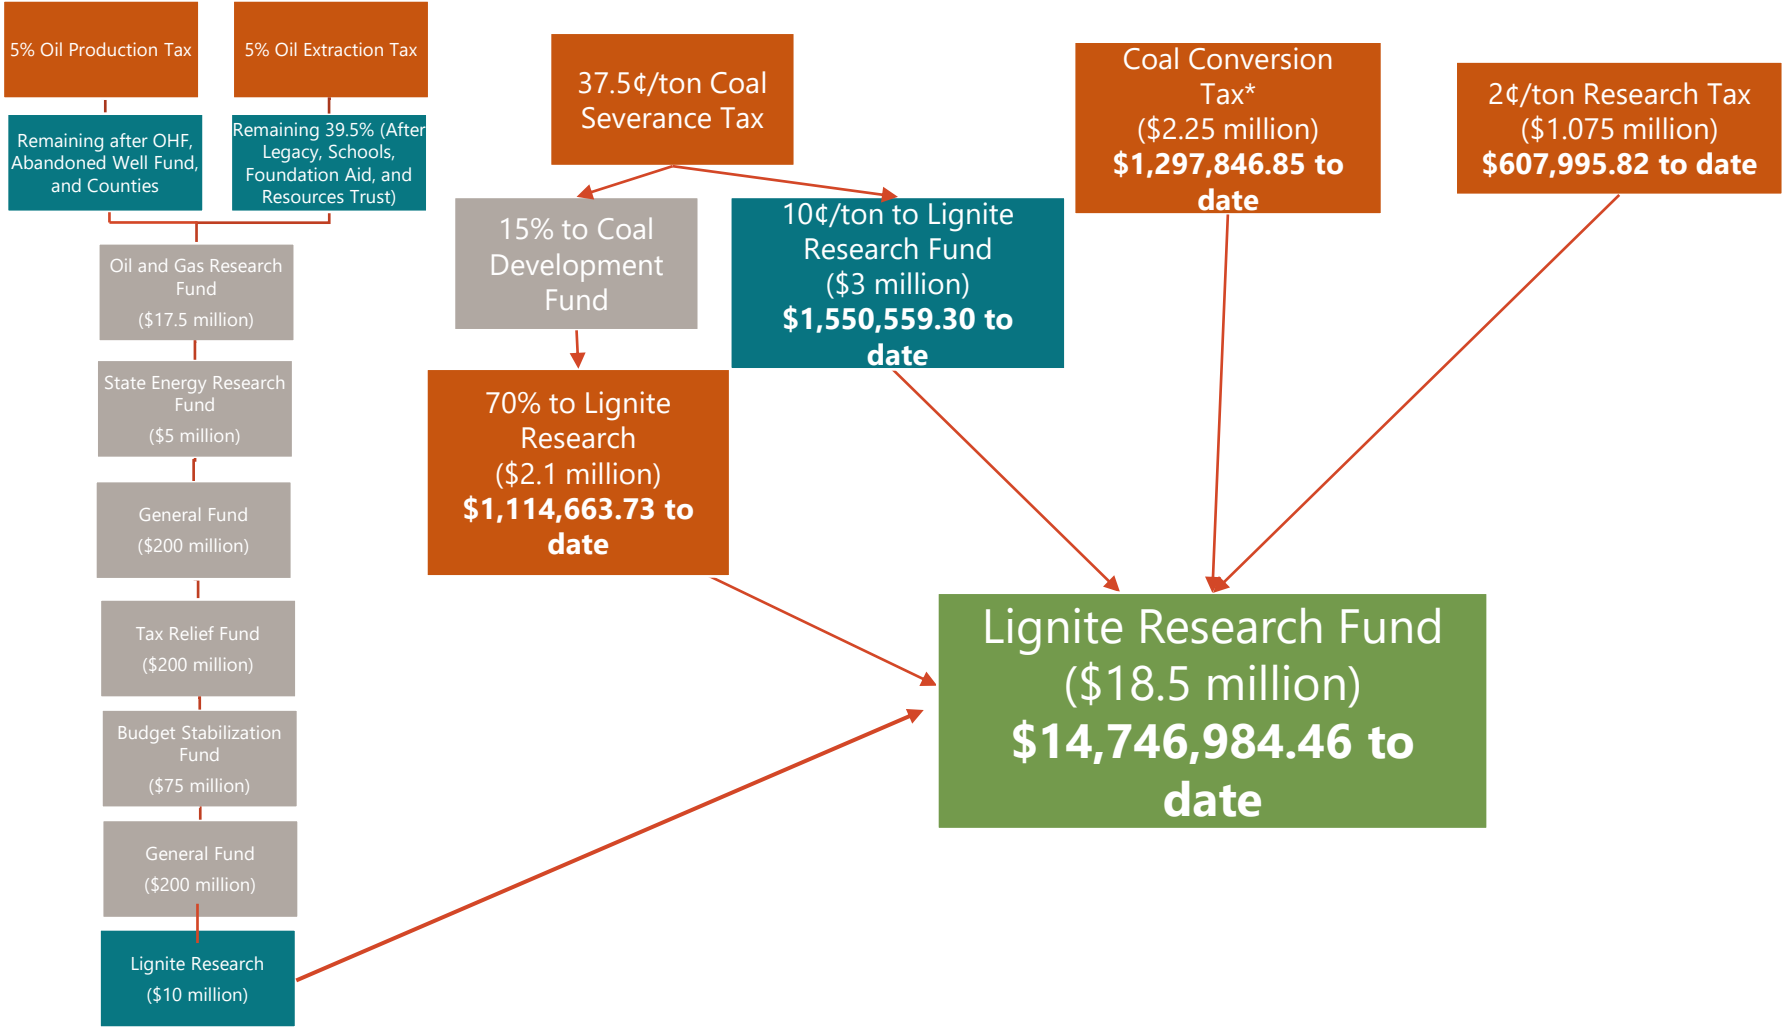 5% Oil Production Tax
5% Oil Extraction Tax
Remaining after OHF,
Abandoned Well Fund,
and Counties
Remaining 39.5% (After
Legacy, Schools,
Foundation Aid, and
Resources Trust)
Oil and Gas Research
Fund
($17.5 million)
State Energy Research
Fund
($5 million)
General Fund
($200 million)
Tax Relief Fund
($200 million)
Budget Stabilization
Fund
($75 million)
General Fund
($200 million)
Lignite Research
($10 million)
37.5¢/ton Coal
Severance Tax
15% to Coal
Development
Fund
70% to Lignite
Research
($2.1 million)
$1,114,663.73 to
date
10¢/ton to Lignite
Research Fund
($3 million)
$1,550,559.30 to
date
Coal Conversion
Tax*
($2.25 million)
$1,297,846.85 to
date
2¢/ton Research Tax
($1.075 million)
$607,995.82 to date
Lignite Research Fund
($18.5 million)
$14,746,984.46 to
date